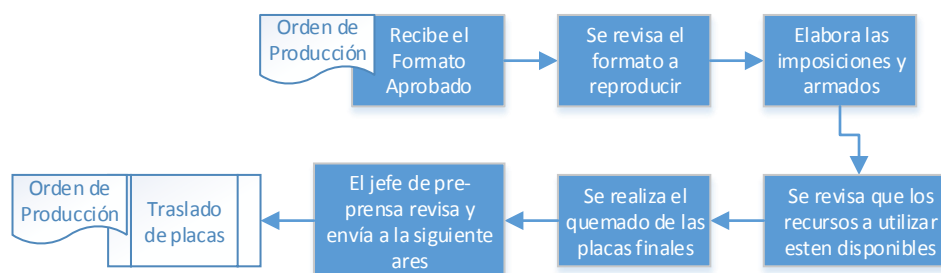 Orden de
Producción
Recibe el
Formato
Aprobado
Se revisa el
formato a
reproducir
Elabora las
imposiciones y
armados
Se revisa que los
recursos a utilizar
esten disponibles
Se realiza el
quemado de las
placas finales
El jefe de pre-
prensa revisa y
envía a la siguiente
ares
Traslado
de placas
Orden de
Producción